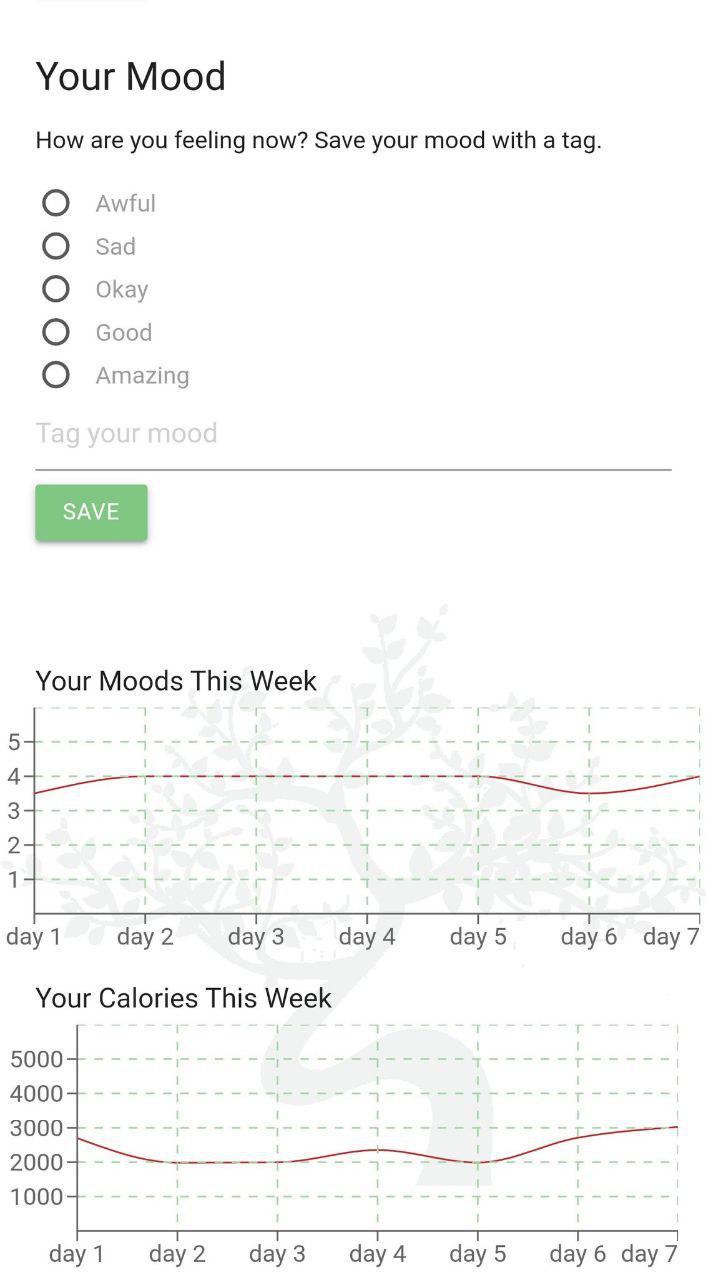 Your Mood
How are you feeling now? Save your mood with a tag.
Awful
Sad
Okay
Good
Amazing
Tag your mood
SAVE
Your Moods This Week
5
4
3
2
1
day 1 day 2 day 3 day 4 day 5 day 6 day 7
Your Calories This Week
5000
4000
3000
2000
1000
day 1 day 2 day 3 day 4 day 5 day 6 day 7